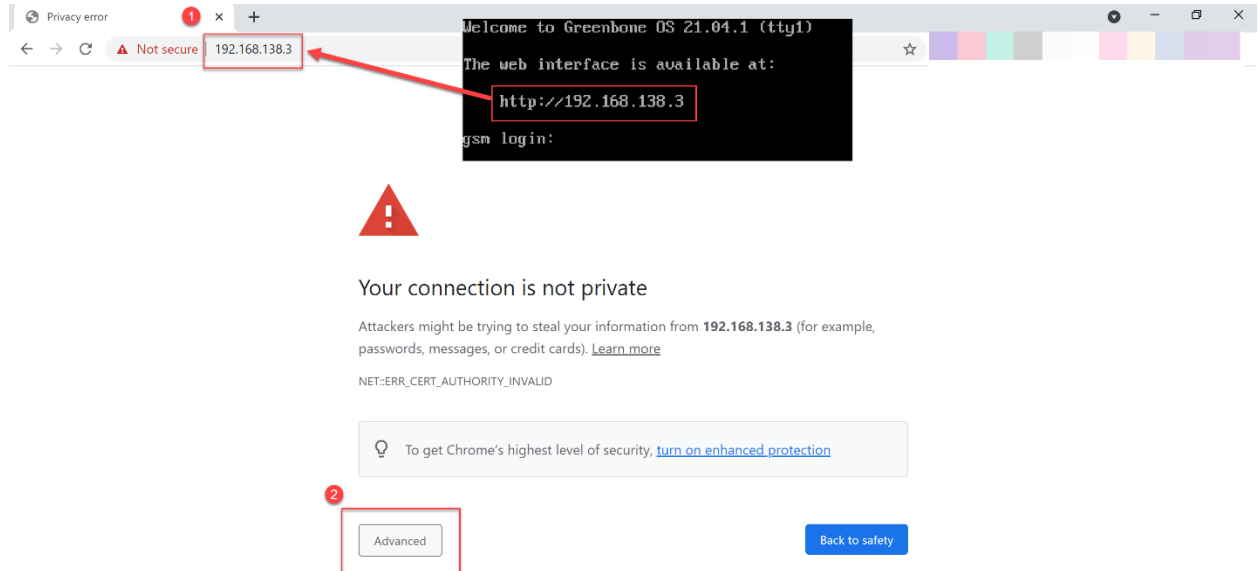 Privacy error
1
Not secure
192.168.138.3
Welcome to Greenbone OS 21.04.1 (tty1)
The web interface is available at:
http://192.168.138.3
gsm login:
Your connection is not private
Attackers might be trying to steal your information from 192.168.138.3 (for example,
passwords, messages, or credit cards). Learn more
NET::ERR_CERT_AUTHORITY_INVALID
To get Chrome's highest level of security, turn on enhanced protection
2
Advanced
Back to safety